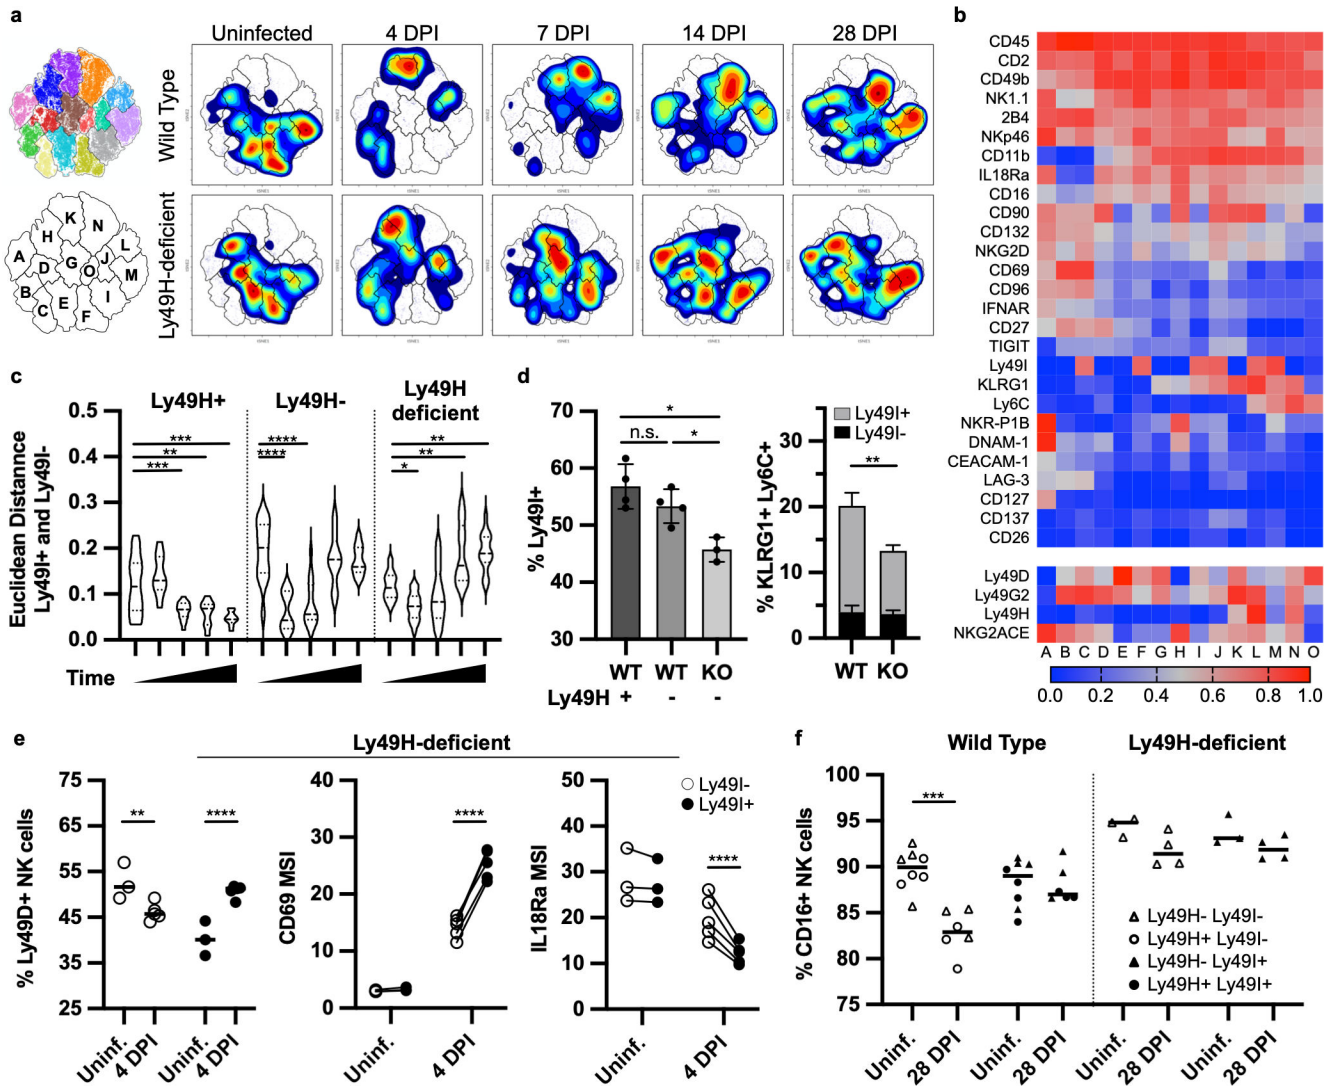 a
Uninfected
4 DPI
7 DPI
14 DPI
28 DPI
Wild Type
Ly49H-deficient
K
N
H
L
A
G
J
D
O
M
B
E
I
C
F
b
CD45
CD2
CD49b
NK1.1
2B4
NKp46
CD11b
IL18Ra
CD16
CD90
CD132
NKG2D
CD69
CD96
IFNAR
CD27
TIGIT
Ly49I
KLRG1
Ly6C
NKR-P1B
DNAM-1
CEACAM-1
LAG-3
CD127
CD137
CD26
Ly49D
Ly49G2
Ly49H
NKG2ACE
A B C D E F G H I J K L M N O
0.0 0.2 0.4 0.6 0.8 1.0
c
Ly49H+
Ly49H-
Ly49H
deficient
Euclidean Distannce
Ly49I+ and Ly49I-
0.5
0.4
0.3
0.2
0.1
0.0
***
**
***
****
****
**
**
*
Time
d
% Ly49I+
70
60
50
40
30
*
n.s.
*
WT WT KO
Ly49H + - -
% KLRG1+ Ly6C+
30
20
10
0
Ly49I+
Ly49I-
**
WT KO
e
Ly49H-deficient
% Ly49D+ NK cells
75
65
55
45
35
25
**
****
Uninf.
4 DPI
Uninf.
4 DPI
CD69 MSI
40
30
20
10
0
****
Uninf.
4 DPI
IL18Ra MSI
50
40
30
20
10
0
Ly49I-
Ly49I+
****
Uninf.
4 DPI
f
Wild Type
Ly49H-deficient
% CD16+ NK cells
100
95
90
85
80
75
***
Ly49H- Ly49I-
Ly49H+ Ly49I-
Ly49H- Ly49I+
Ly49H+ Ly49I+
Uninf.
28 DPI
Uninf.
28 DPI
Uninf.
28 DPI
Uninf.
28 DPI